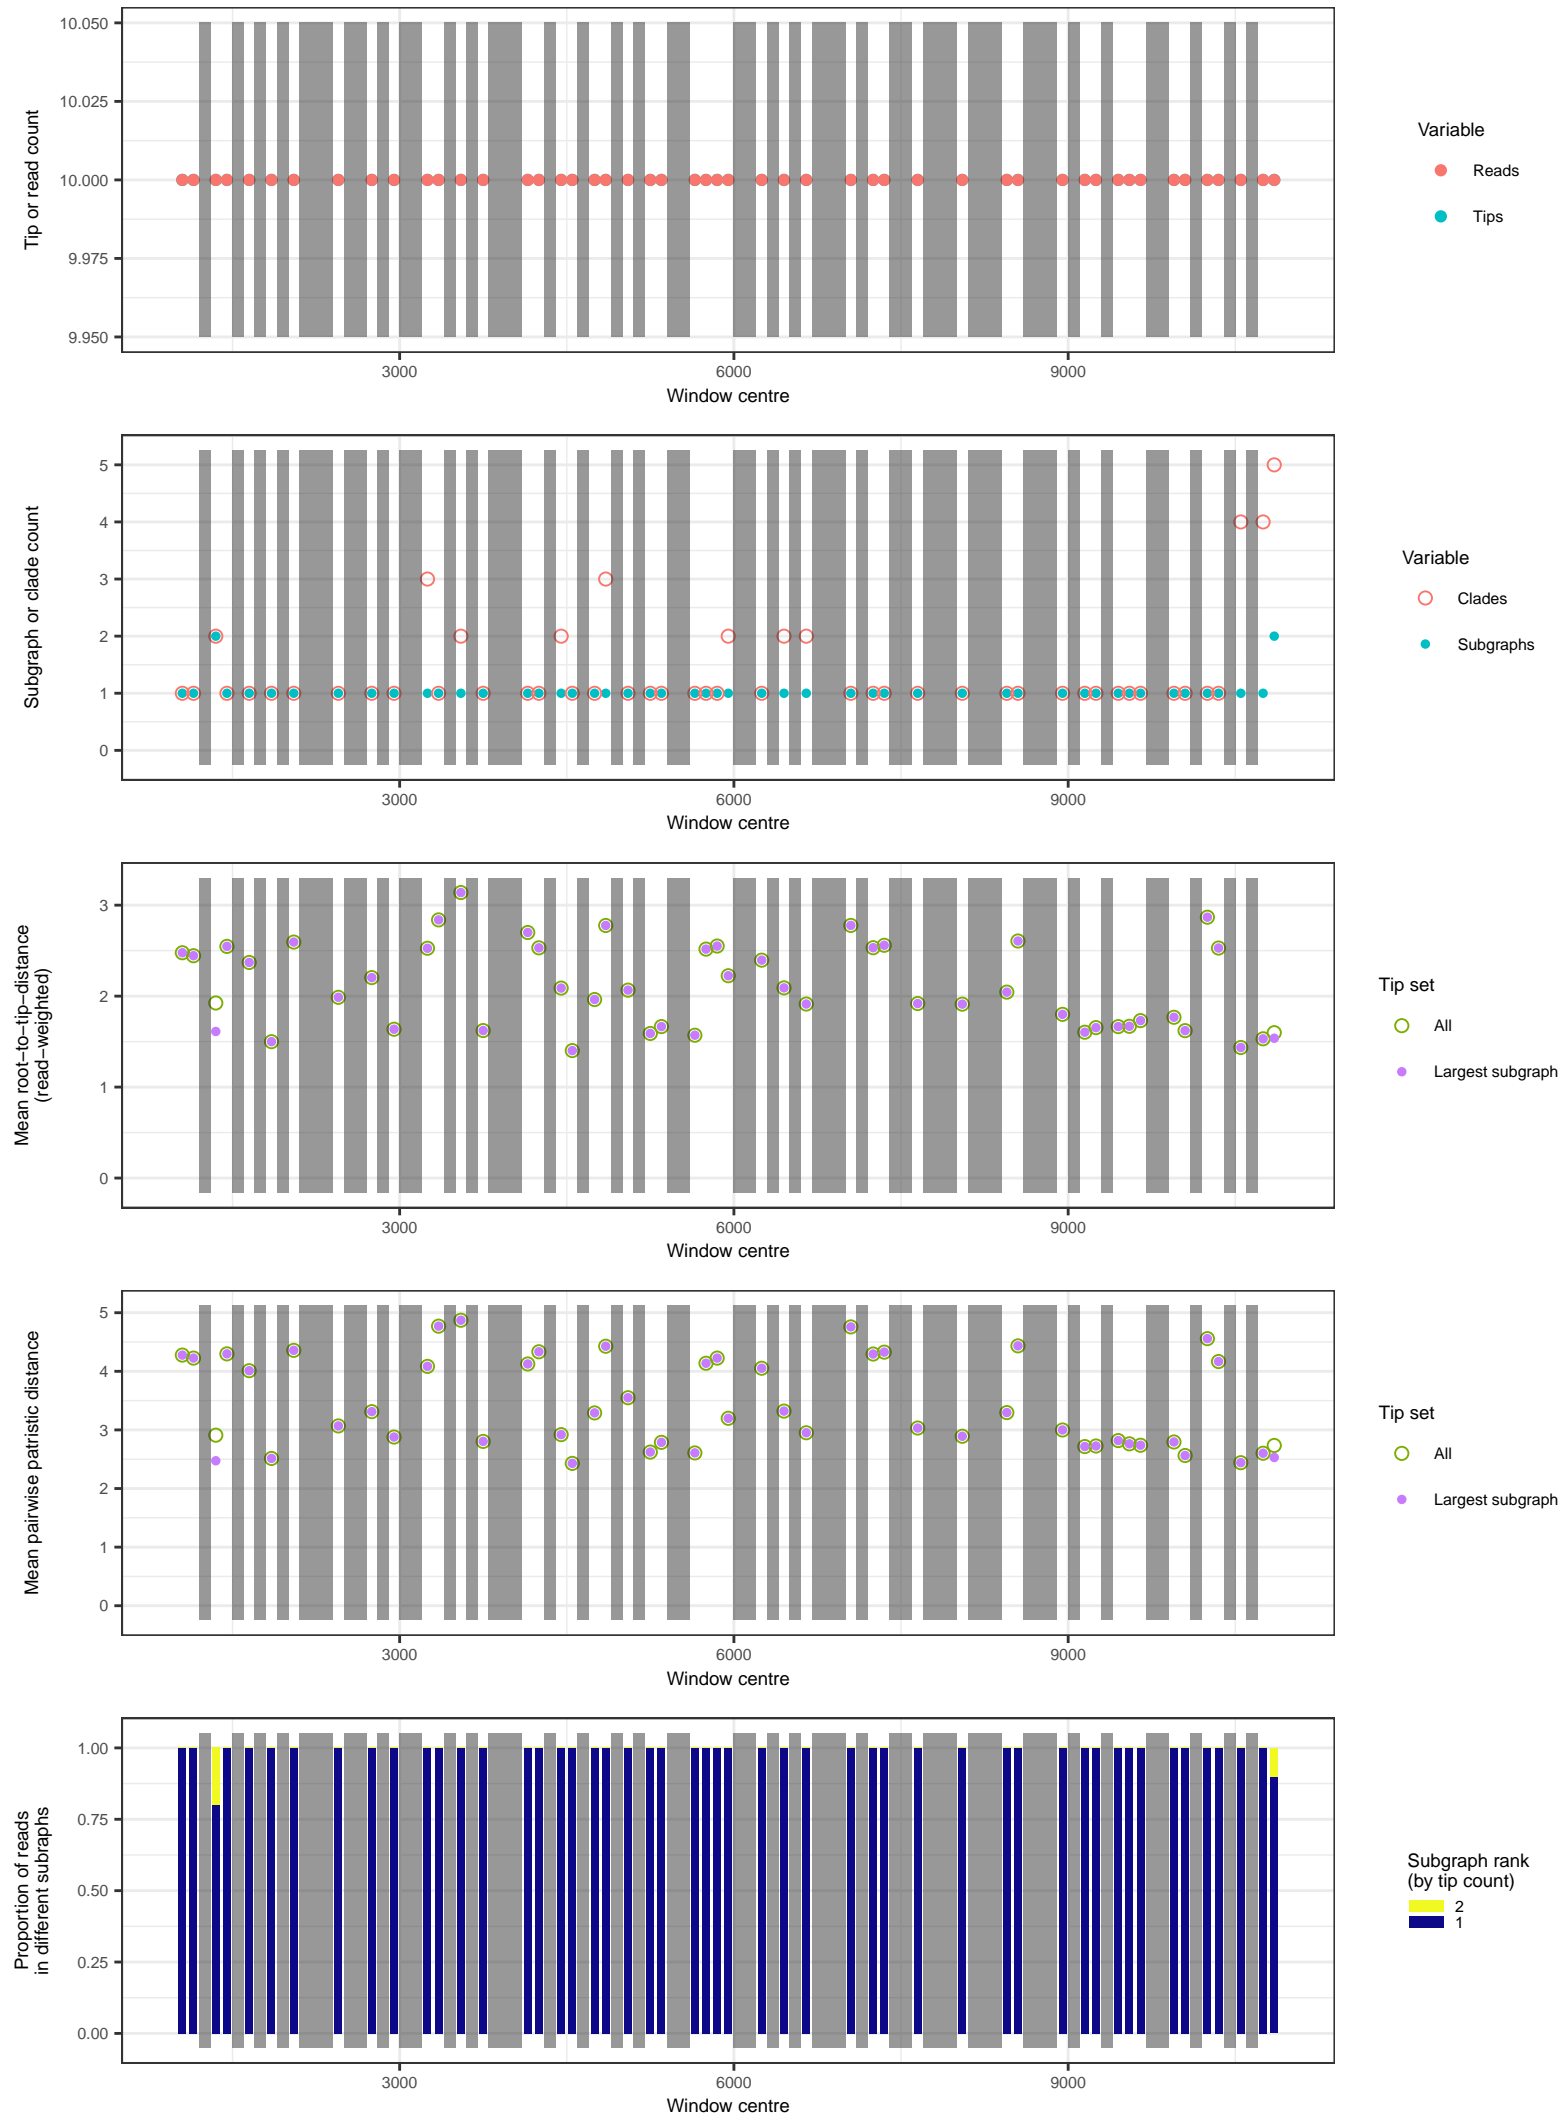 10.050
10.025
10.000
9.975
9.950
Tip or read count
3000
6000
9000
Window centre
Variable
Reads
Tips
5
4
3
2
1
0
Subgraph or clade count
3000
6000
9000
Window centre
Variable
Clades
Subgraphs
3
2
1
0
Mean root−to−tip−distance
(read−weighted)
3000
6000
9000
Window centre
Tip set
All
Largest subgraph
5
4
3
2
1
0
Mean pairwise patristic distance
3000
6000
9000
Window centre
Tip set
All
Largest subgraph
1.00
0.75
0.50
0.25
0.00
Proportion of reads
in different subraphs
3000
6000
9000
Window centre
Subgraph rank
(by tip count)
2
1